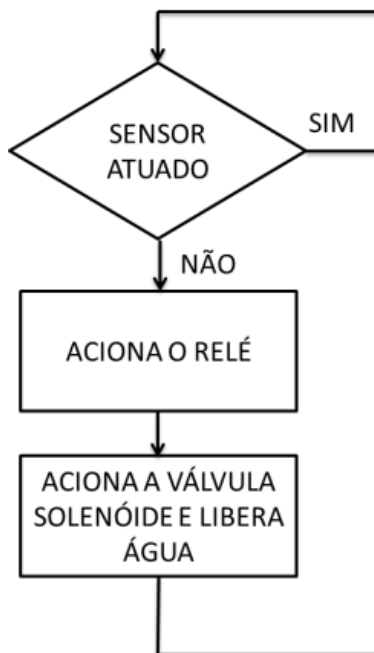 SENSOR
ATUADO
SIM
NÃO
ACIONA O RELÉ
ACIONA A VÁLVULA
SOLENÓIDE E LIBERA
ÁGUA